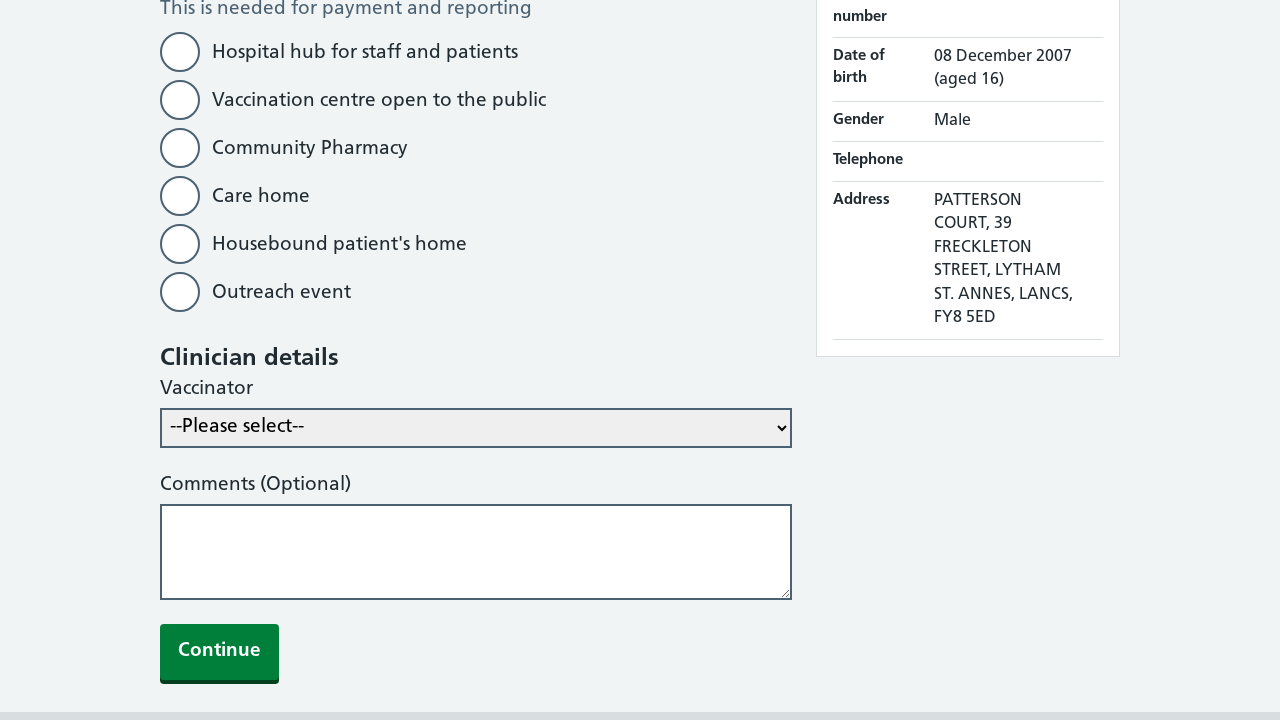 This is needed for payment and reporting
Hospital hub for staff and patients
Vaccination centre open to the public
Community Pharmacy
Care home
Housebound patient's home
Outreach event
Clinician details
Vaccinator
--Please select--
Comments (Optional)
Continue
number
Date of
birth
08 December 2007
(aged 16)
Gender
Male
Telephone
Address
PATTERSON
COURT, 39
FRECKLETON
STREET, LYTHAM
ST. ANNES, LANCS,
FY8 5ED